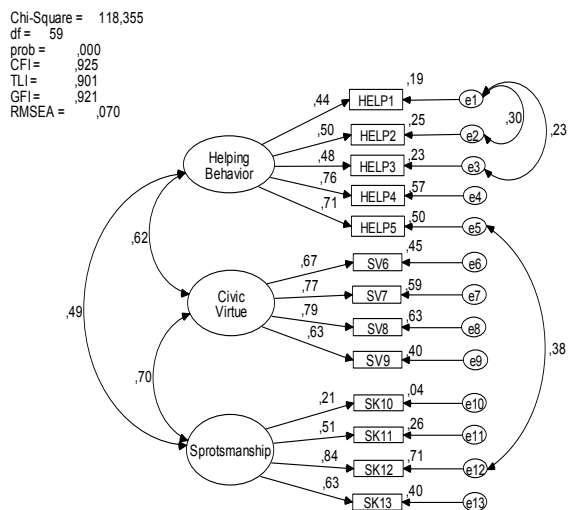 Chi-Square = 118,355
df = 59
prob = ,000
CFI = ,925
TLI = ,901
GFI = ,921
RMSEA = ,070
,44 HELP1 ,19 e1
,50 HELP2 ,25 e2 ,30
,48 HELP3 ,23 e3 ,23
,76 HELP4 ,57 e4
,71 HELP5 ,50 e5
Helping
Behavior
,62
,49
,67 SV6 ,45 e6
,77 SV7 ,59 e7
,79 SV8 ,63 e8
,63 SV9 ,40 e9
Civic
Virtue
,38
,70
,21 SK10 ,04 e10
,51 SK11 ,26 e11
,84 SK12 ,71 e12
,63 SK13 ,40 e13
Sprotsmanship